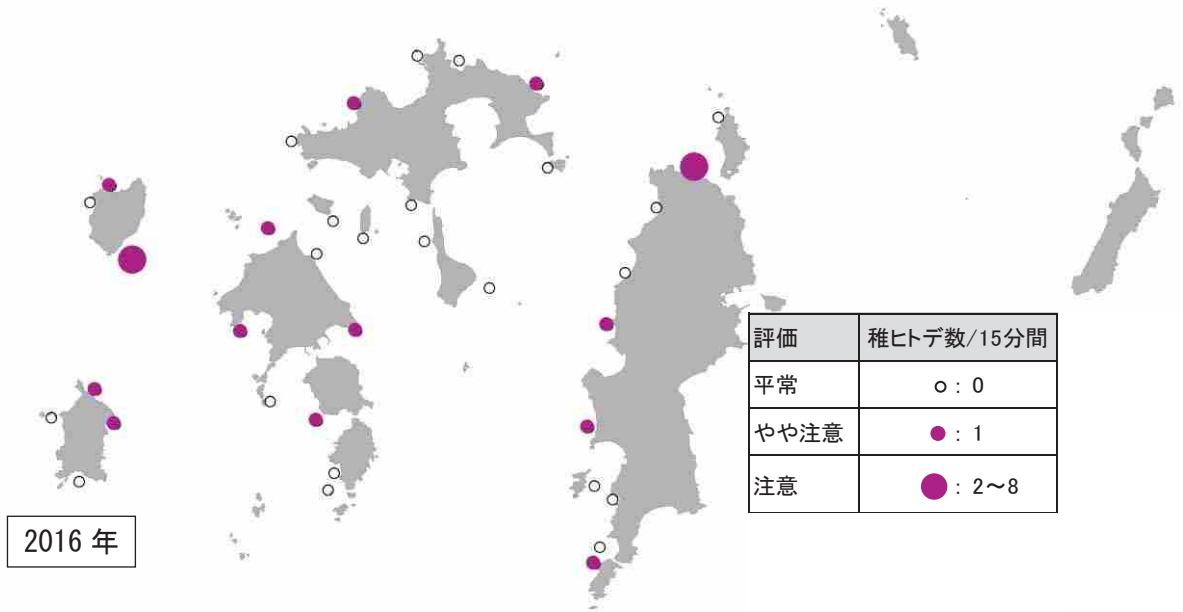 評価 稚ヒトデ数/15分間
平常 ○ : 0
やや注意 ● : 1
注意 ● : 2～8
2016 年